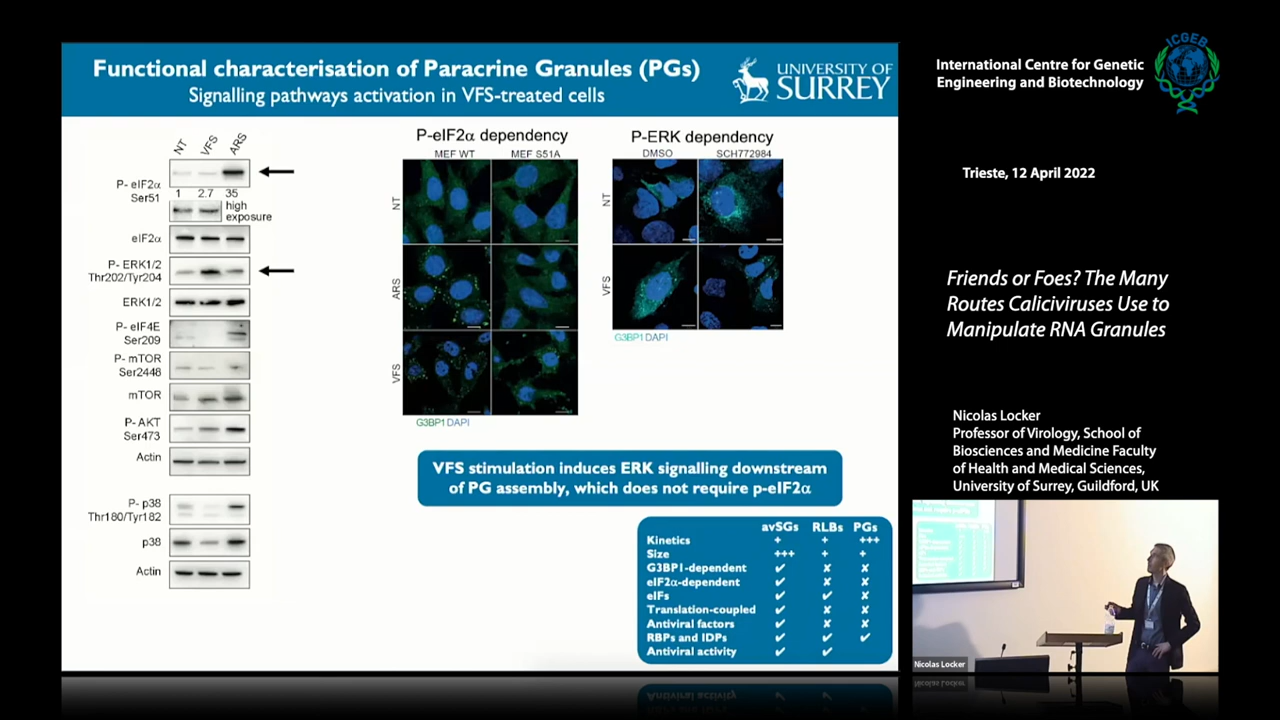 Functional characterisation of Paracrine Granules (PGs)
Signalling pathways activation in VFS-treated cells
UNIVERSITY OF
SURREY
NT VFS ARS
P- eIF2α
Ser51
1 2.7 35
high
exposure
eIF2α
P- ERK1/2
Thr202/Tyr204
ERK1/2
P- eIF4E
Ser209
P- mTOR
Ser2448
mTOR
P- AKT
Ser473
Actin
P- p38
Thr180/Tyr182
p38
Actin
P-eIF2α dependency
MEF WT MEF S51A
NT
ARS
VFS
G3BP1 DAPI
P-ERK dependency
DMSO SCH772984
NT
VFS
G3BP1 DAPI
VFS stimulation induces ERK signalling downstream
of PG assembly, which does not require p-eIF2α
avSGs RLBs PGs
Kinetics + + +++
Size +++ + +
G3BP1-dependent ✔ ✘ ✘
eIF2α-dependent ✔ ✘ ✘
eIFs ✔ ✔ ✘
Translation-coupled ✔ ✘ ✘
Antiviral factors ✔ ✘ ✘
RBPs and IDPs ✔ ✔ ✔
Antiviral activity ✔ ✔
International Centre for Genetic
Engineering and Biotechnology
ICGEB
Trieste, 12 April 2022
Friends or Foes? The Many
Routes Caliciviruses Use to
Manipulate RNA Granules
Nicolas Locker
Professor of Virology, School of
Biosciences and Medicine Faculty
of Health and Medical Sciences,
University of Surrey, Guildford, UK
Nicolas Locker